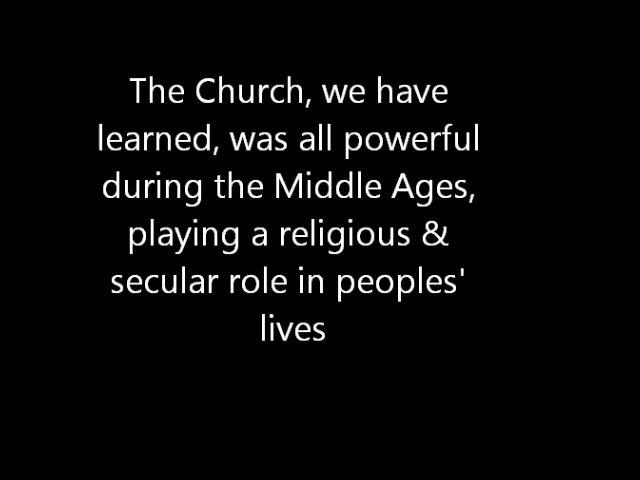 The Church, we have
learned, was all powerful
during the Middle Ages,
playing a religious &
secular role in peoples'
lives